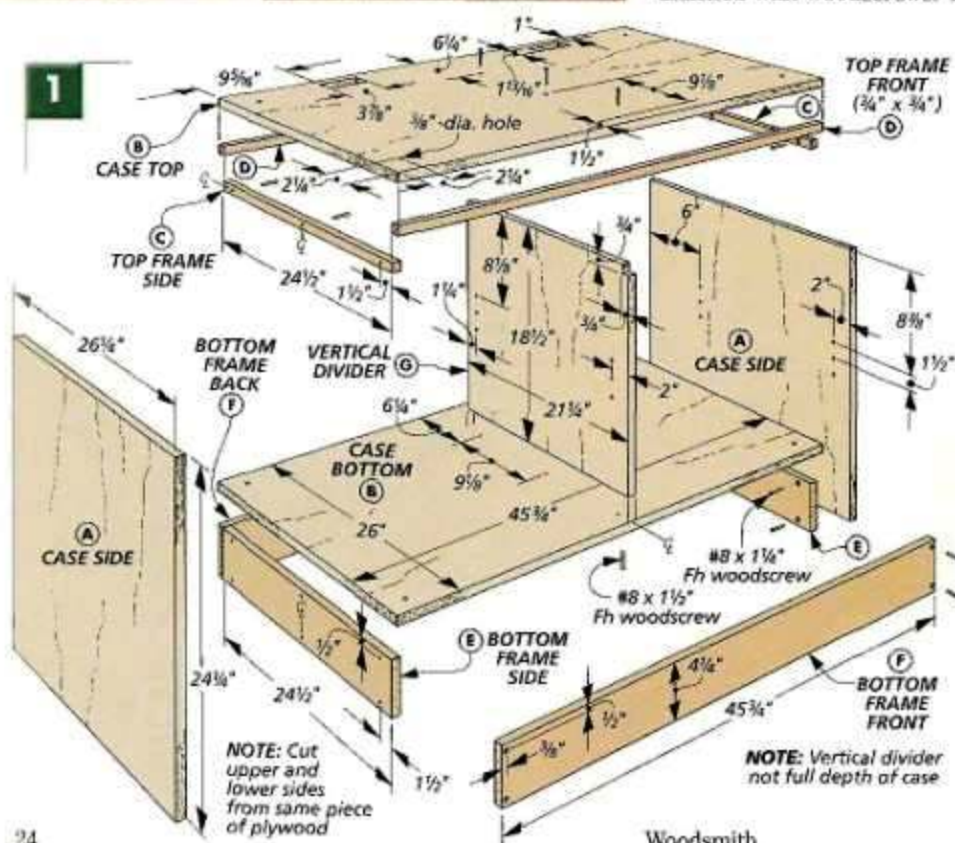 1
1"
6¼"
9⁵⁄₁₆"
3⅞"
1¹³⁄₁₆"
9⅞"
TOP FRAME
FRONT
(¾" x ¾")
C
D
B
CASE TOP
D
⅜"-dia. hole
1½"
2¼"
2¼"
C
TOP FRAME
SIDE
24½"
1½"
¾"
6"
8⅛"
18½"
¾"
1¼"
2"
8⅜"
1½"
A
CASE SIDE
VERTICAL
DIVIDER G
21¼"
2"
26¼"
BOTTOM
FRAME
BACK
F
6¼"
CASE
BOTTOM
B
9⅛"
45¾"
26"
A
CASE SIDE
#8 x 1¼"
Fh woodscrew
E
#8 x 1½"
Fh woodscrew
½"
E BOTTOM
FRAME
SIDE
24¾"
24½"
1½"
4¼"
½"
⅜"
45¾"
F
BOTTOM
FRAME
FRONT
NOTE: Cut
upper and
lower sides
from same piece
of plywood
NOTE: Vertical divider
not full depth of case
24
Woodsmith